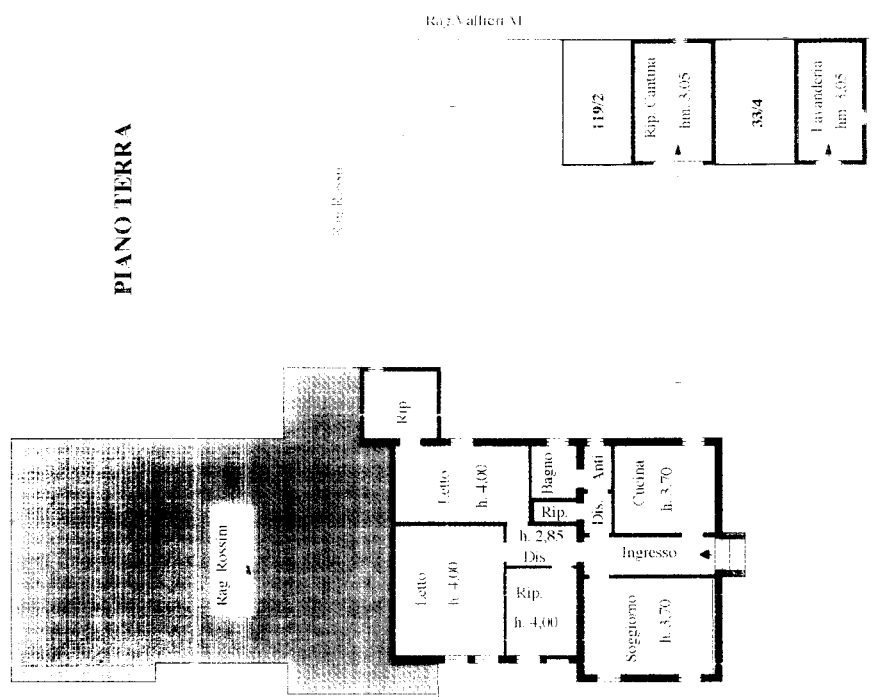 Rag. Vallieri M.
PIANO TERRA
119/2
Rip. Cantina
hm. 3,05
33/4
Lavanderia
hm 3,05
Rip.
Rag. Rossini
Letto
h. 4,00
Bagno
Anti
Cucina
h. 3,70
Rip.
Dis.
h. 2,85
Dis
Ingresso
Letto
h. 4,00
Rip.
h. 4,00
Soggiorno
h. 3,70